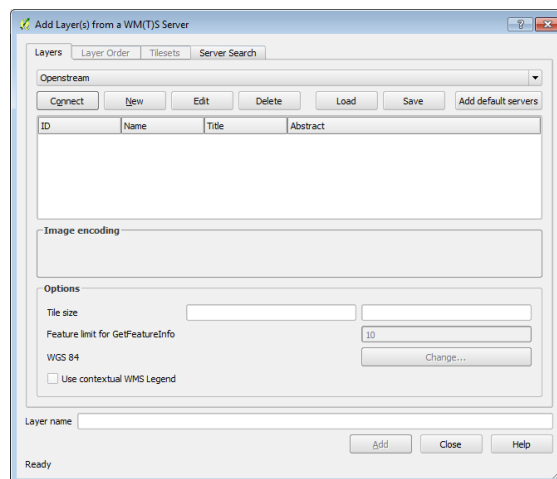 Add Layer(s) from a WM(T)S Server
Layers Layer Order Tilesets Server Search
Openstream
Connect New Edit Delete Load Save Add default servers
ID Name Title Abstract
Image encoding
Options
Tile size
Feature limit for GetFeatureInfo 10
WGS 84 Change...
Use contextual WMS Legend
Layer name
Add Close Help
Ready